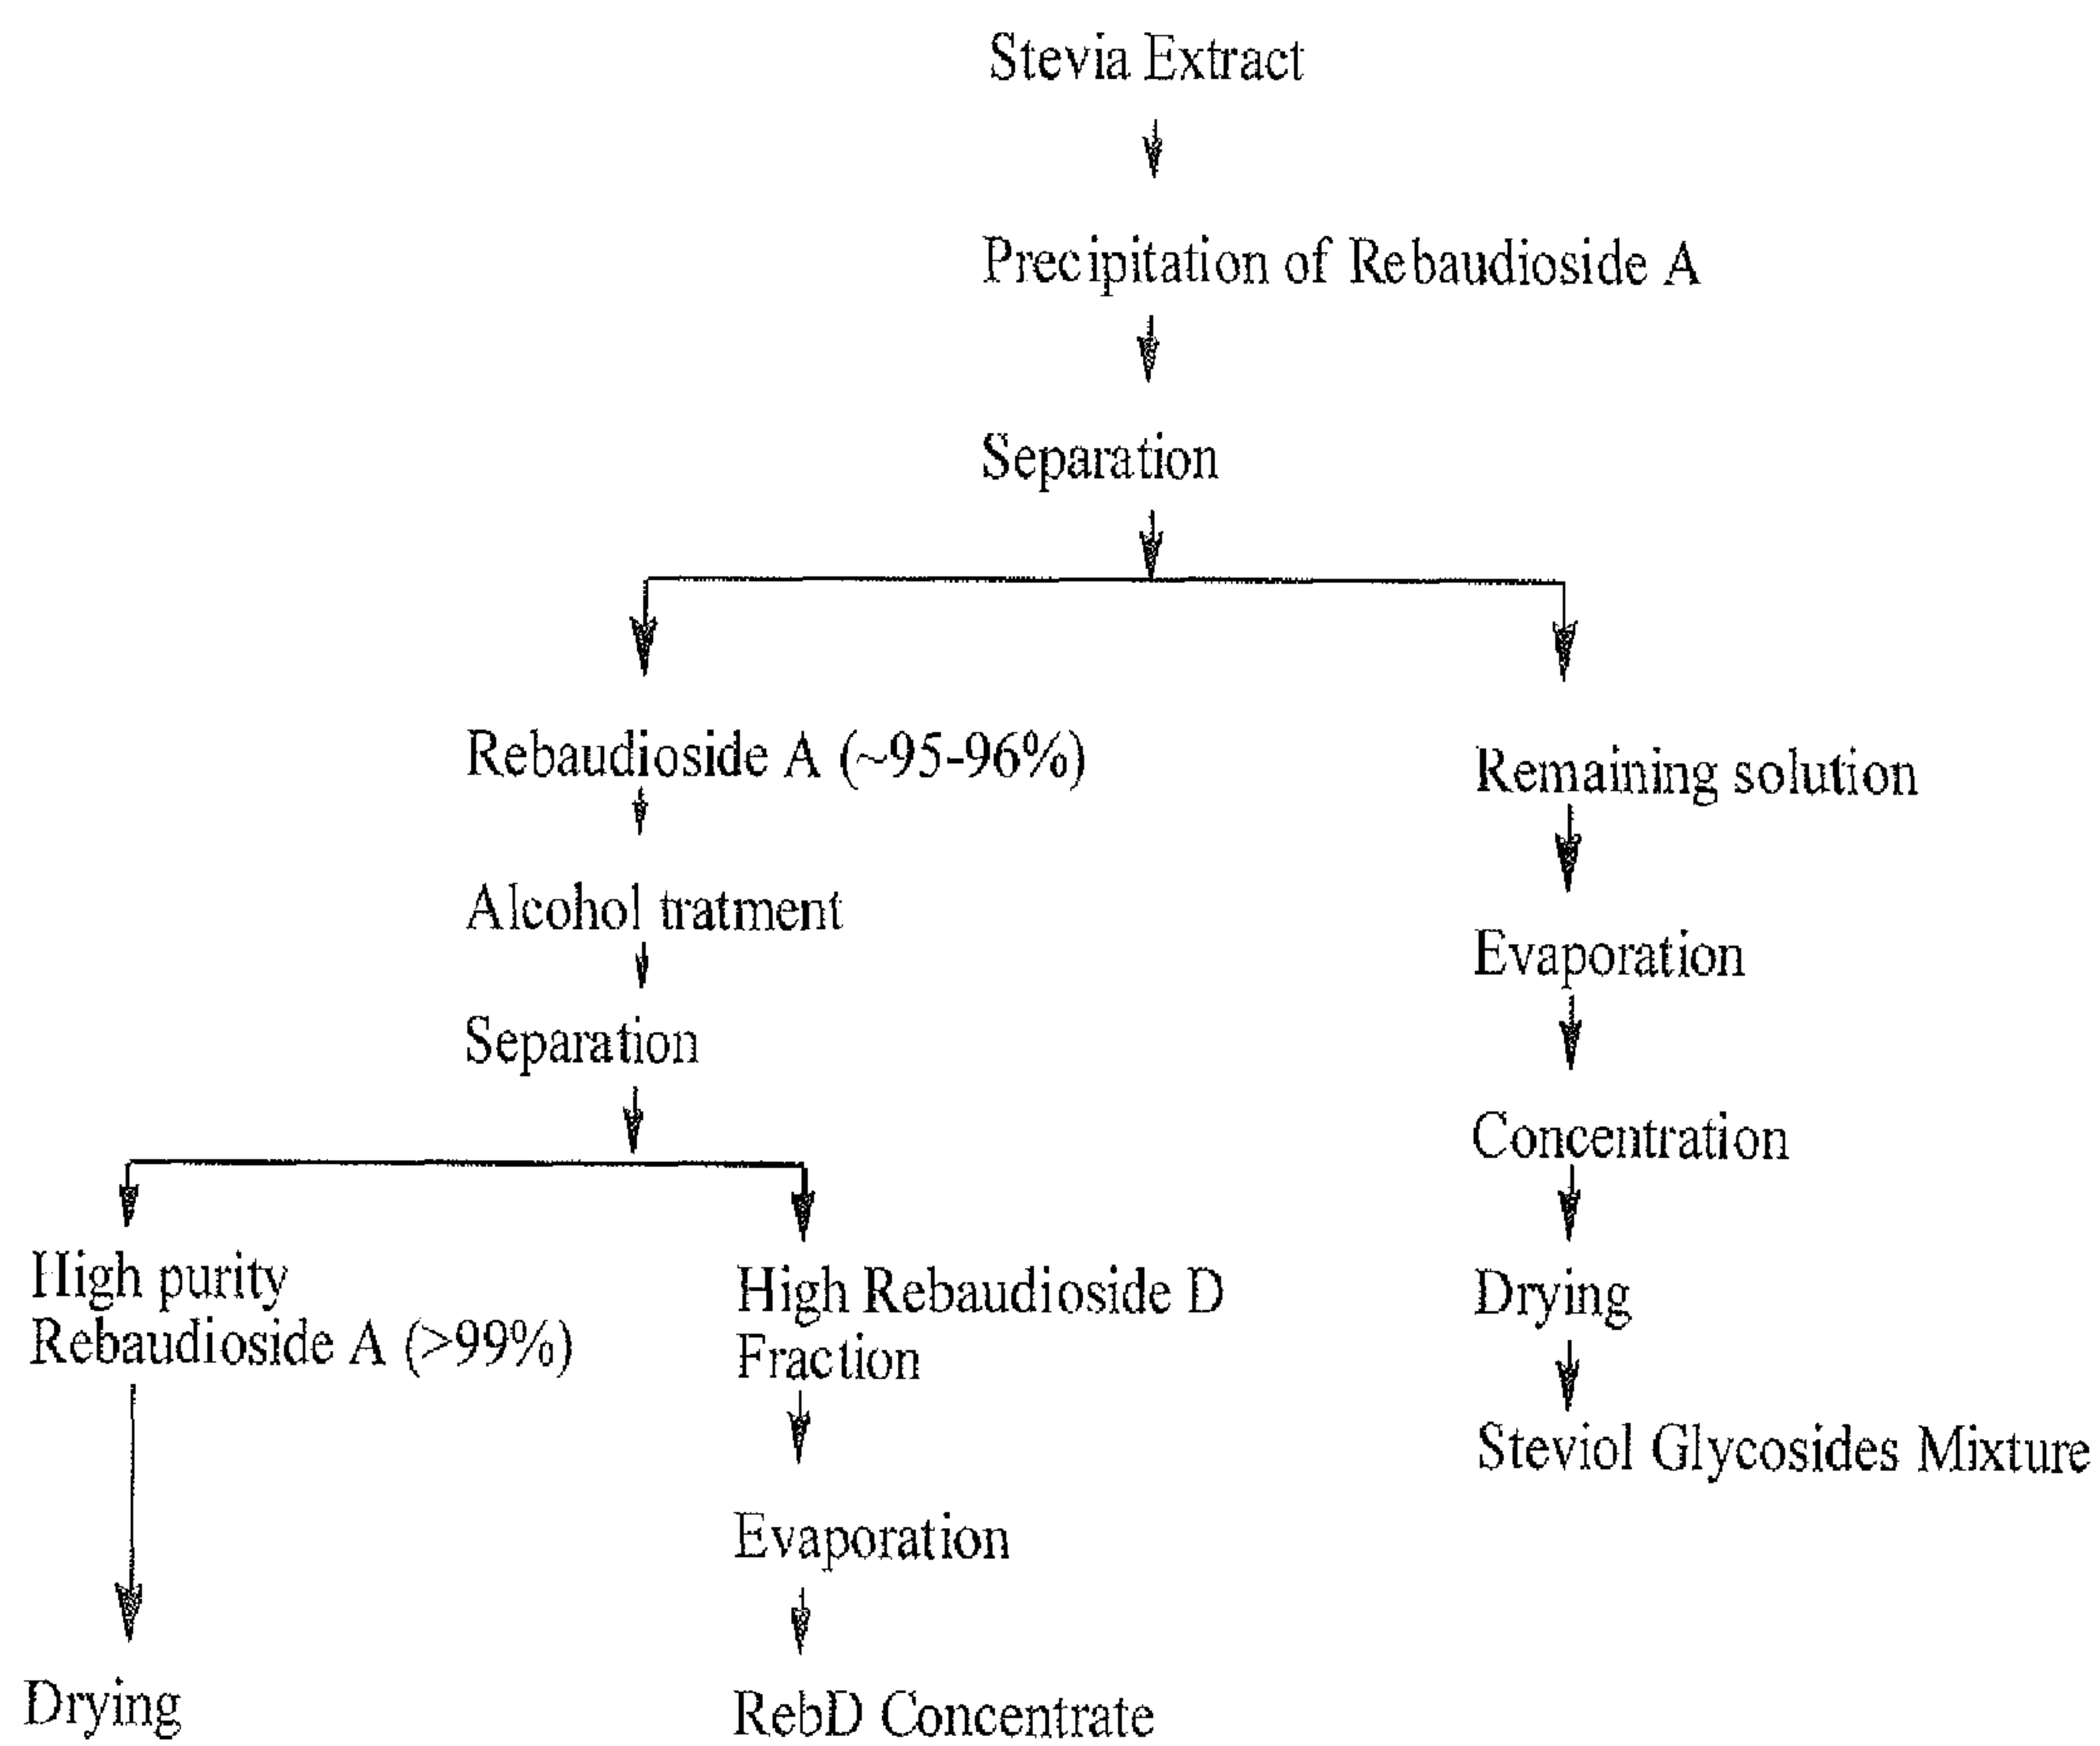 Stevia Extract
Precipitation of Rebaudioside A
Separation
Rebaudioside A (~95-96%)
Remaining solution
Alcohol tratment
Evaporation
Separation
Concentration
High purity
Rebaudioside A (>99%)
High Rebaudioside D
Fraction
Drying
Steviol Glycosides Mixture
Evaporation
Drying
RebD Concentrate